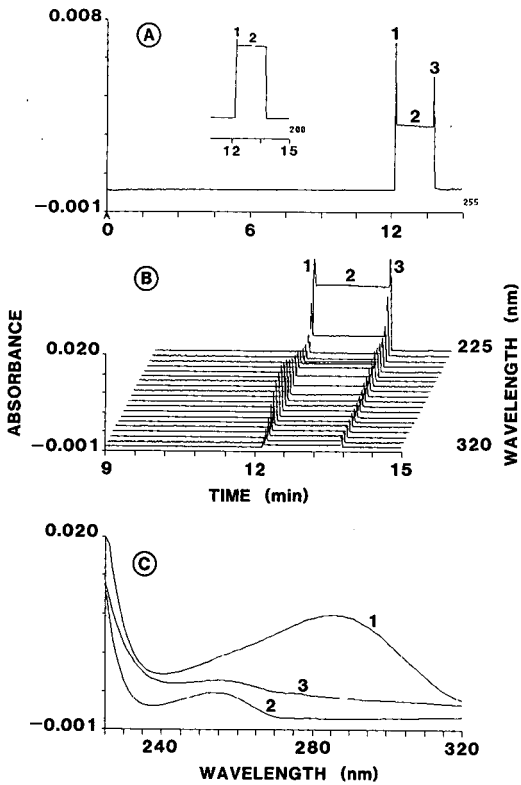 0.008
A
1 2
200
12 15
1
3
2
255
-0.001
0 6 12
B
1 2 3
ABSORBANCE
0.020
-0.001
225
320
WAVELENGTH (nm)
9 12 15
TIME (min)
0.020
C
1
3
2
-0.001
240 280 320
WAVELENGTH (nm)